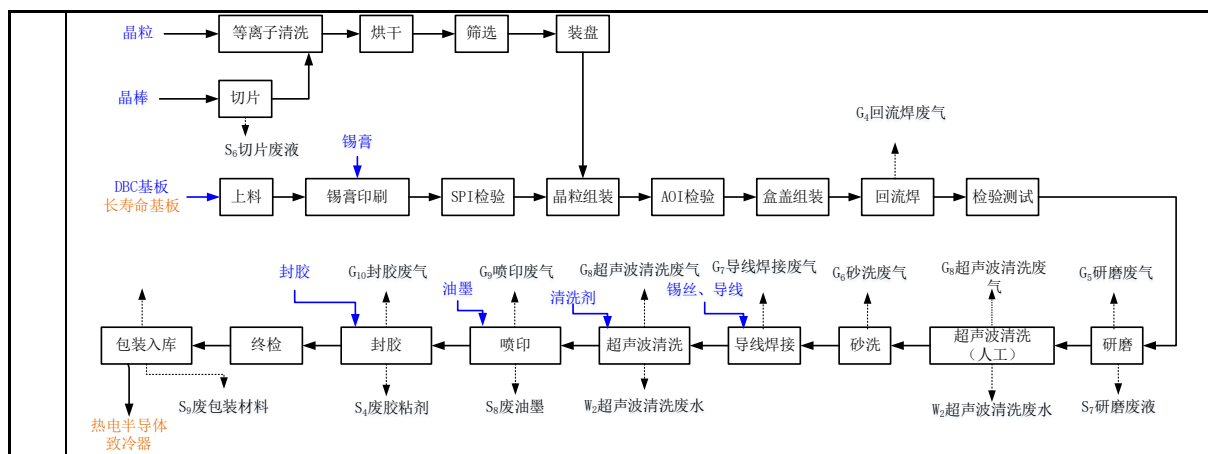 晶粒
等离子清洗
烘干
筛选
装盘
晶棒
切片
S6切片废液
锡膏
G4回流焊废气
DBC基板
长寿命基板
上料
锡膏印刷
SPI检验
晶粒组装
AOI检验
盒盖组装
回流焊
检验测试
封胶
G10封胶废气
油墨
G9喷印废气
清洗剂
G8超声波清洗废气
锡丝、导线
G7导线焊接废气
G6砂洗废气
G8超声波清洗废
气
G5研磨废气
包装入库
终检
封胶
喷印
超声波清洗
导线焊接
砂洗
超声波清洗
（人工）
研磨
S9废包装材料
S4废胶粘剂
S8废油墨
W2超声波清洗废水
W2超声波清洗废水
S7研磨废液
热电半导体
致冷器